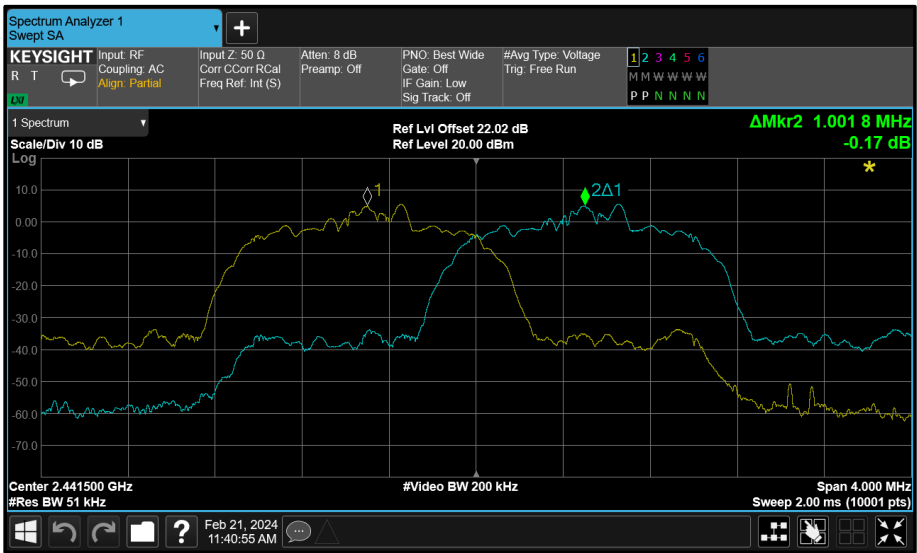 Spectrum Analyzer 1
Swept SA
+
KEYSIGHT
R T
LXI
Input: RF
Coupling: AC
Align: Partial
Input Z: 50 Ω
Corr CCorr RCal
Freq Ref: Int (S)
Atten: 8 dB
Preamp: Off
PNO: Best Wide
Gate: Off
IF Gain: Low
Sig Track: Off
#Avg Type: Voltage
Trig: Free Run
1 2 3 4 5 6
M M W W W W
P P N N N N
1 Spectrum
Scale/Div 10 dB
Ref Lvl Offset 22.02 dB
Ref Level 20.00 dBm
ΔMkr2 1.001 8 MHz
-0.17 dB
Log
*
1
2Δ1
10.0
0.00
-10.0
-20.0
-30.0
-40.0
-50.0
-60.0
-70.0
Center 2.441500 GHz
#Video BW 200 kHz
Span 4.000 MHz
#Res BW 51 kHz
Sweep 2.00 ms (10001 pts)
?
Feb 21, 2024
11:40:55 AM